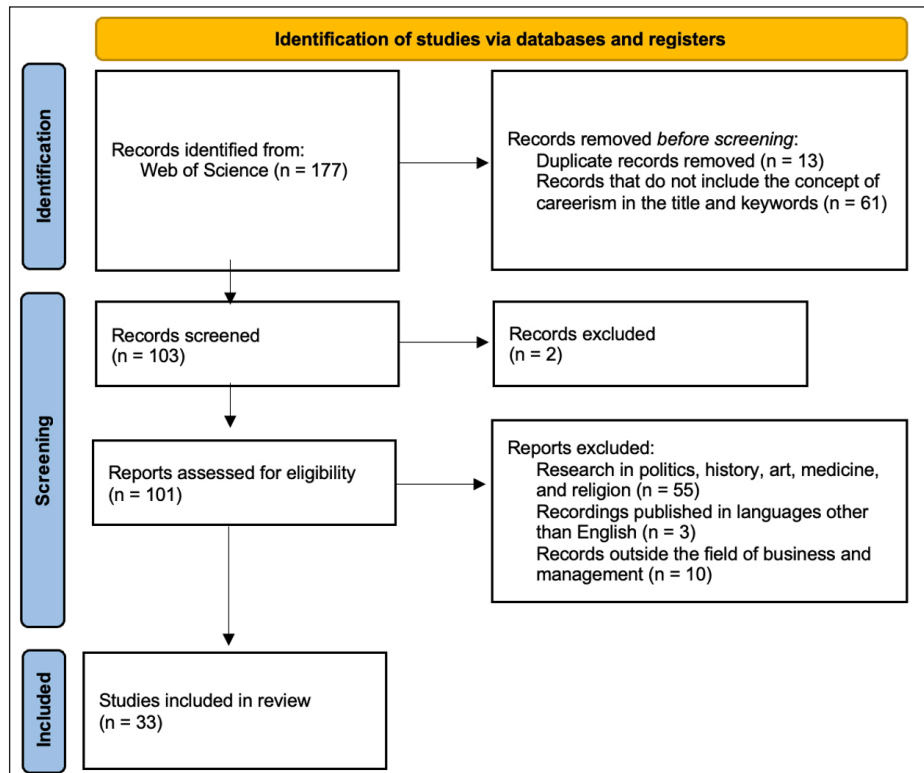 Identification of studies via databases and registers
Identification
Records identified from:
Web of Science (n = 177)
Records removed before screening:
Duplicate records removed (n = 13)
Records that do not include the concept of
careerism in the title and keywords (n = 61)
Screening
Records screened
(n = 103)
Records excluded
(n = 2)
Reports assessed for eligibility
(n = 101)
Reports excluded:
Research in politics, history, art, medicine,
and religion (n = 55)
Recordings published in languages other
than English (n = 3)
Records outside the field of business and
management (n = 10)
Included
Studies included in review
(n = 33)